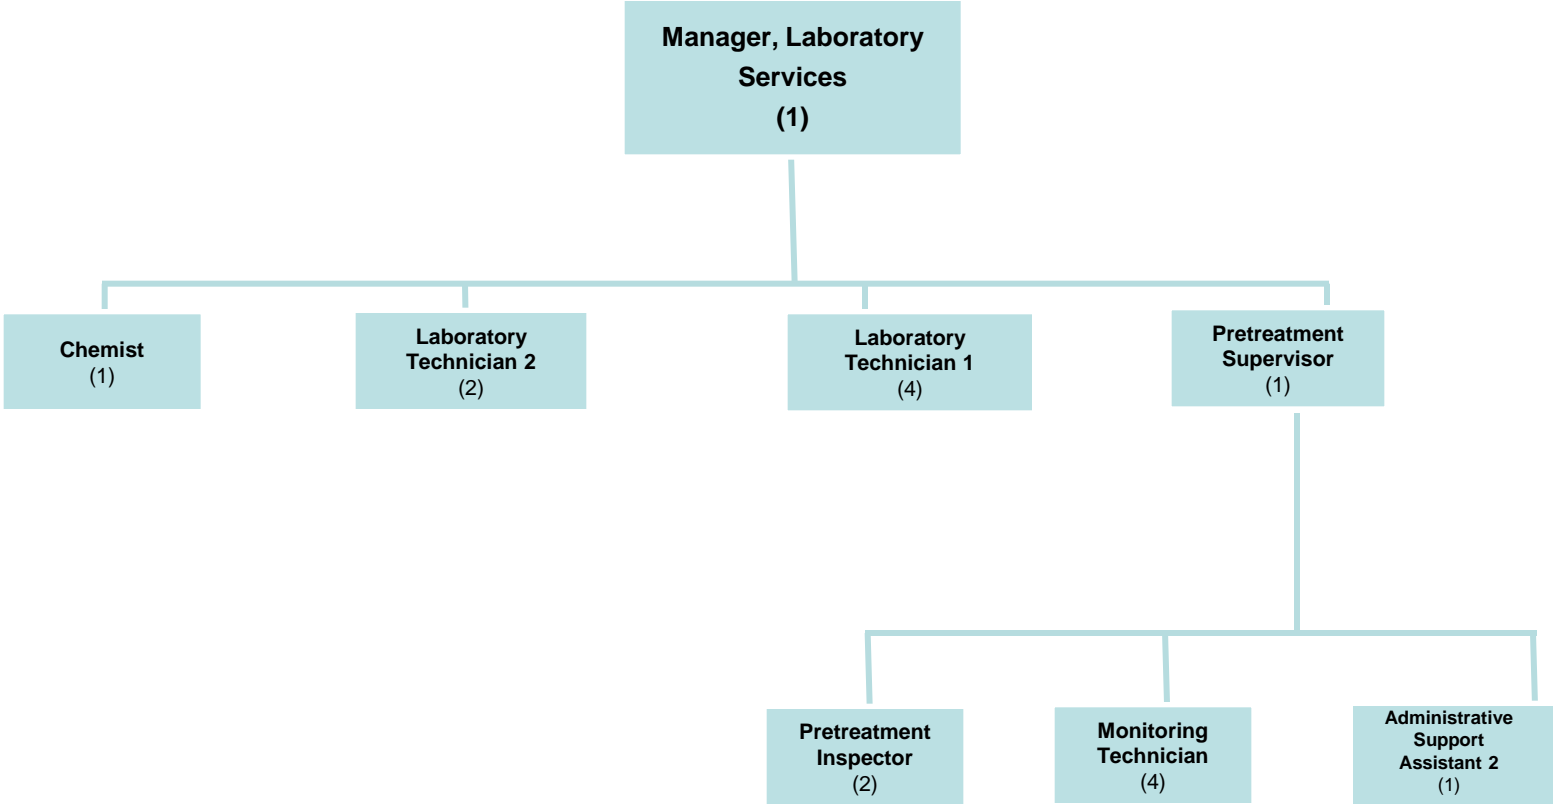 Manager, Laboratory
Services
(1)
Chemist
(1)
Laboratory
Technician 2
(2)
Laboratory
Technician 1
(4)
Pretreatment
Supervisor
(1)
Pretreatment
Inspector
(2)
Monitoring
Technician
(4)
Administrative
Support
Assistant 2
(1)